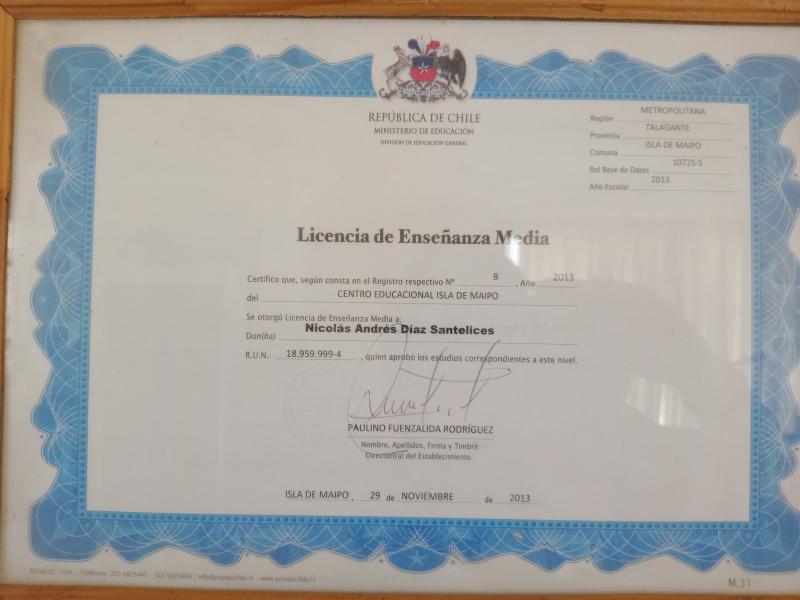 REPÚBLICA DE CHILE
MINISTERIO DE EDUCACIÓN
DIVISIÓN DE EDUCACIÓN GENERAL
Región METROPOLITANA
Provincia TALAGANTE
Comuna ISLA DE MAIPO
Rol Base de Datos 10725-5
Año Escolar 2013
Licencia de Enseñanza Media
Certifico que, según consta en el Registro respectivo Nº 8, Año 2013
del CENTRO EDUCACIONAL ISLA DE MAIPO
Se otorgó Licencia de Enseñanza Media a:
Don(ña) Nicolás Andrés Díaz Santelices
R.U.N.: 18.959.999-4, quien aprobó los estudios correspondientes a este nivel.
PAULINO FUENZALIDA RODRÍGUEZ
Nombre, Apellidos, Firma y Timbre
Director(ra) del Establecimiento.
ISLA DE MAIPO, 29 de NOVIEMBRE de 2013
M.31